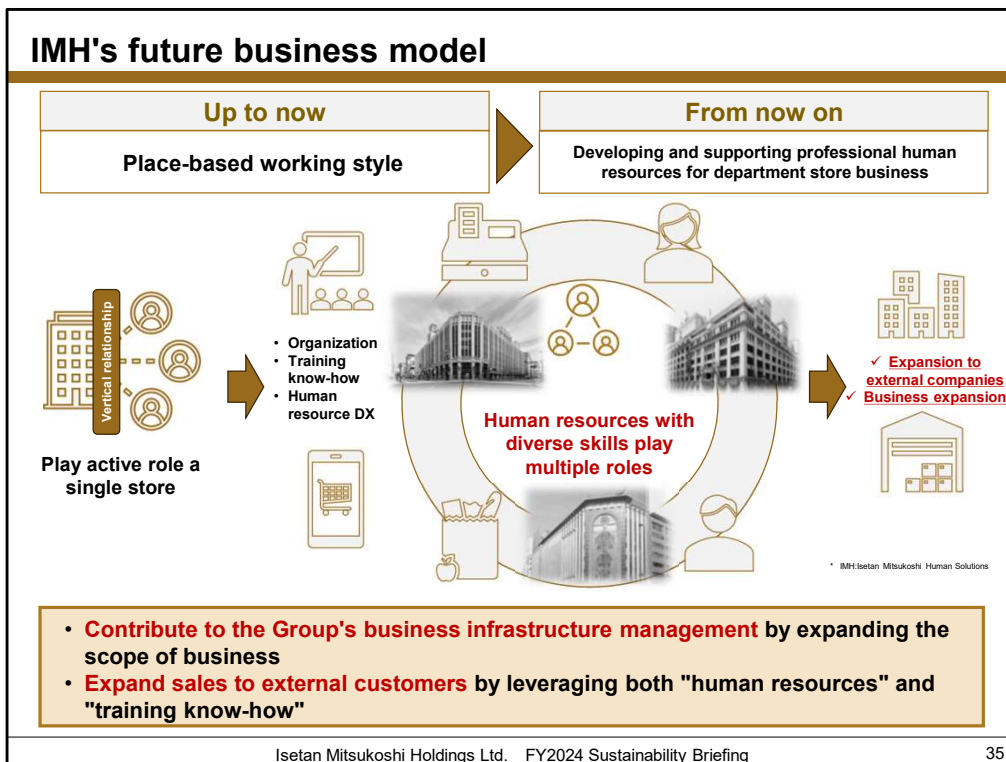 IMH's future business model
Up to now
Place-based working style
From now on
Developing and supporting professional human
resources for department store business
Vertical relationship
Play active role a
single store
• Organization
• Training
know-how
• Human
resource DX
Human resources with
diverse skills play
multiple roles
✓ Expansion to
external companies
✓ Business expansion
* IMH:Isetan Mitsukoshi Human Solutions
• Contribute to the Group's business infrastructure management by expanding the
scope of business
• Expand sales to external customers by leveraging both "human resources" and
"training know-how"
Isetan Mitsukoshi Holdings Ltd. FY2024 Sustainability Briefing
35